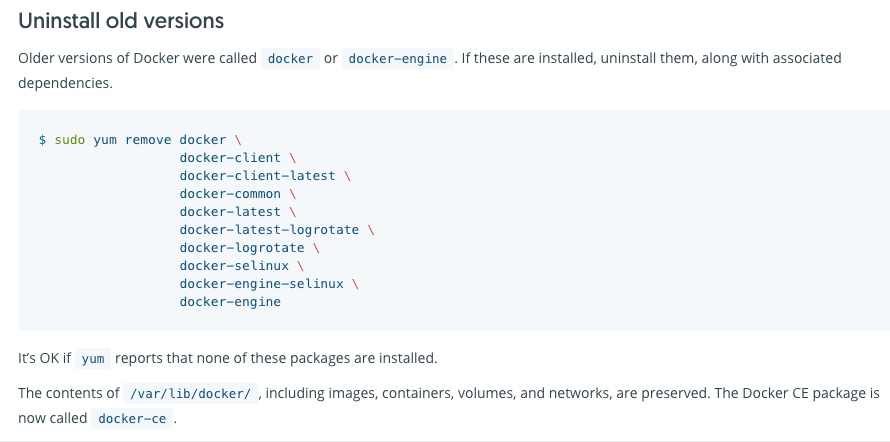 Uninstall old versions
Older versions of Docker were called docker or docker-engine . If these are installed, uninstall them, along with associated
dependencies.
$ sudo yum remove docker \
docker-client \
docker-client-latest \
docker-common \
docker-latest \
docker-latest-logrotate \
docker-logrotate \
docker-selinux \
docker-engine-selinux \
docker-engine
It’s OK if yum reports that none of these packages are installed.
The contents of /var/lib/docker/ , including images, containers, volumes, and networks, are preserved. The Docker CE package is
now called docker-ce .